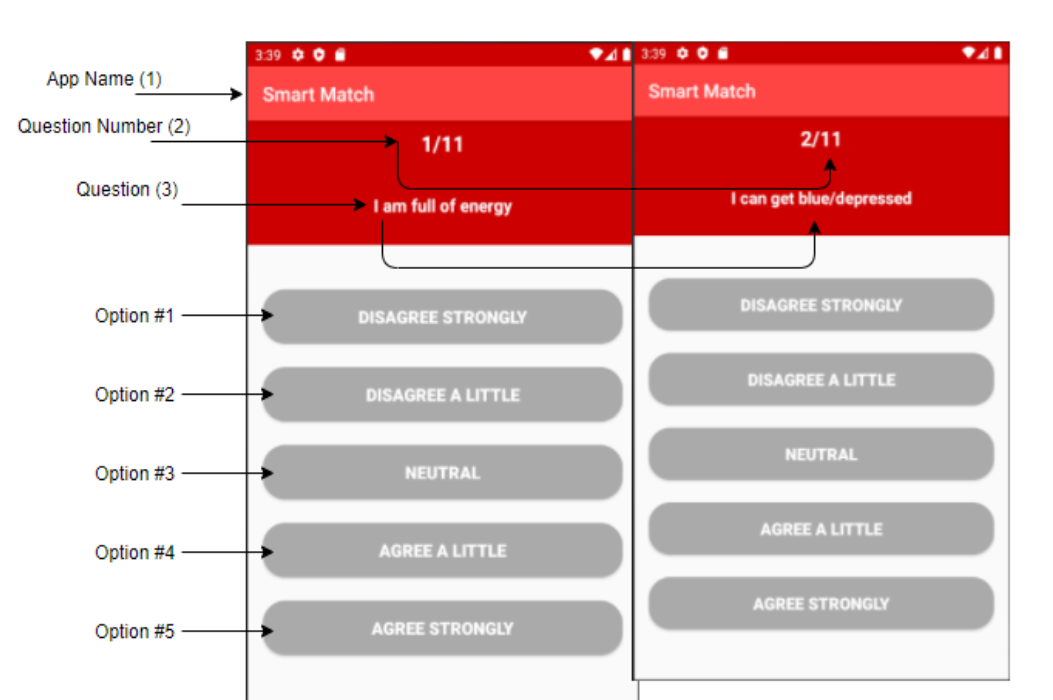 App Name (1)
Question Number (2)
Question (3)
Option #1
Option #2
Option #3
Option #4
Option #5
3:39
Smart Match
1/11
I am full of energy
DISAGREE STRONGLY
DISAGREE A LITTLE
NEUTRAL
AGREE A LITTLE
AGREE STRONGLY
3:39
Smart Match
2/11
I can get blue/depressed
DISAGREE STRONGLY
DISAGREE A LITTLE
NEUTRAL
AGREE A LITTLE
AGREE STRONGLY